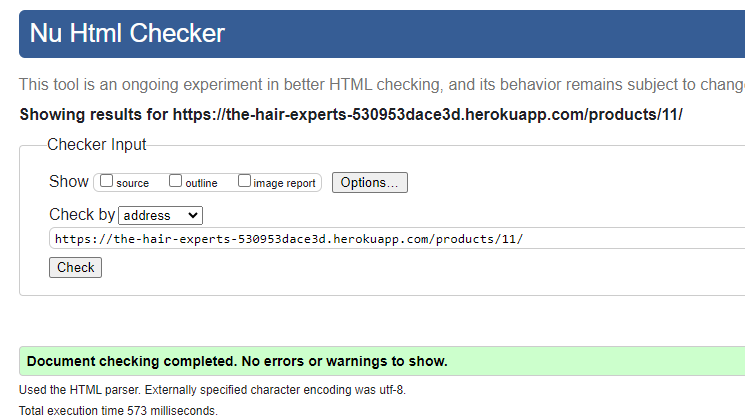 Nu Html Checker
This tool is an ongoing experiment in better HTML checking, and its behavior remains subject to
Showing results for https://the-hair-experts-530953dace3d.herokuapp.com/products/11/
Checker Input
Show source outline image report Options...
Check by address
https://the-hair-experts-530953dace3d.herokuapp.com/products/11/
Check
Document checking completed. No errors or warnings to show.
Used the HTML parser. Externally specified character encoding was utf-8.
Total execution time 573 milliseconds.